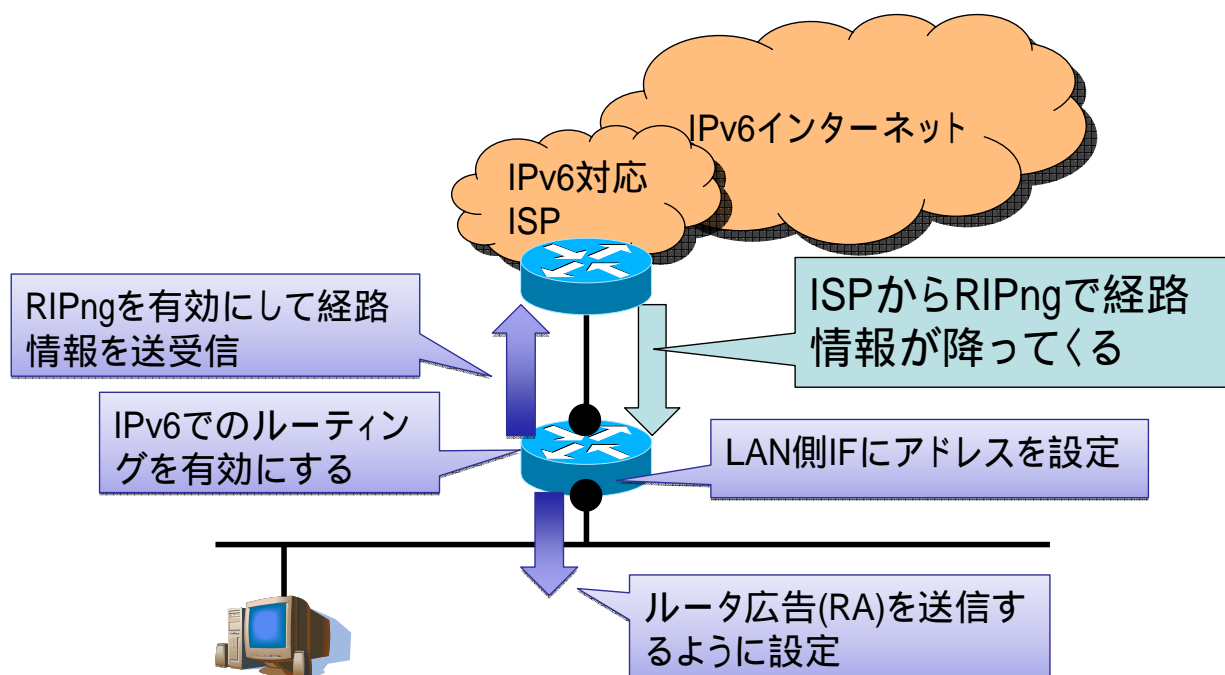 IPv6インターネット
IPv6対応
ISP
RIPngを有効にして経路
情報を送受信
ISPからRIPngで経路
情報が降ってくる
IPv6でのルーティン
グを有効にする
LAN側IFにアドレスを設定
ルータ広告(RA)を送信す
るように設定